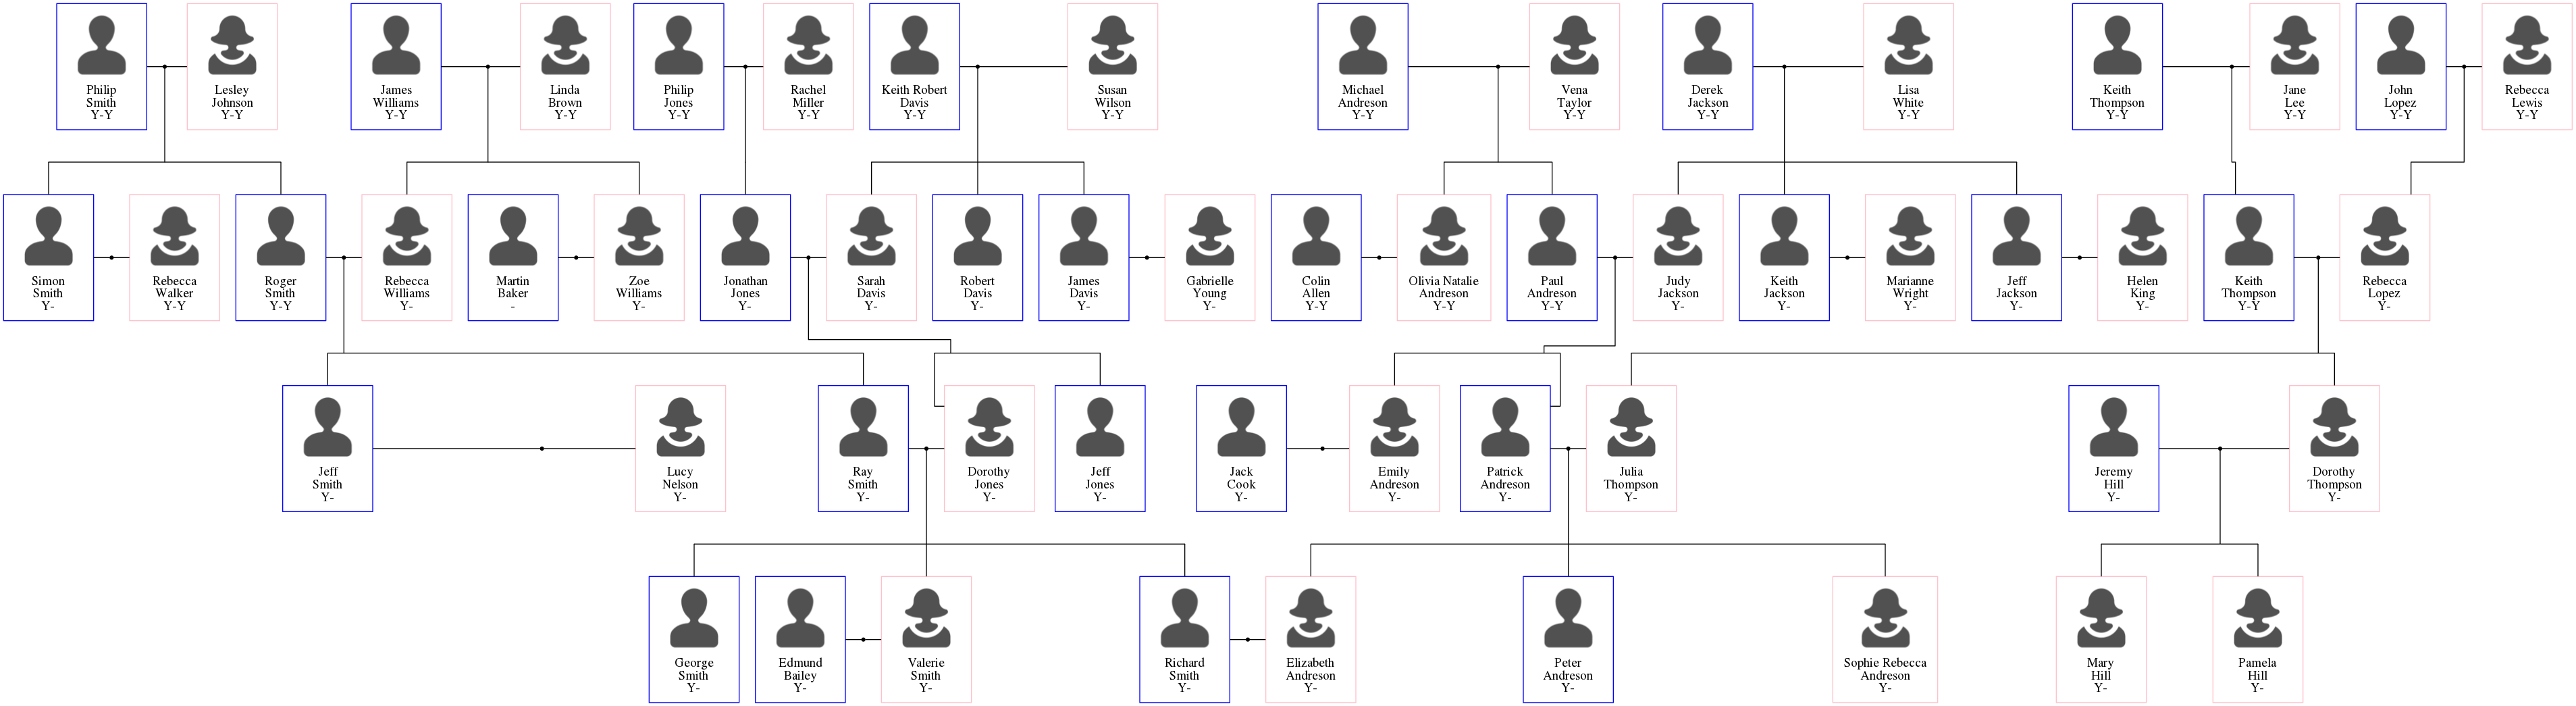 Philip
Smith
Y-Y
Lesley
Johnson
Y-Y
James
Williams
Y-Y
Linda
Brown
Y-Y
Philip
Jones
Y-Y
Rachel
Miller
Y-Y
Keith Robert
Davis
Y-Y
Susan
Wilson
Y-Y
Michael
Andreson
Y-Y
Vena
Taylor
Y-Y
Derek
Jackson
Y-Y
Lisa
White
Y-Y
Keith
Thompson
Y-Y
Jane
Lee
Y-Y
John
Lopez
Y-Y
Rebecca
Lewis
Y-Y
Simon
Smith
Y-
Rebecca
Walker
Y-Y
Roger
Smith
Y-Y
Rebecca
Williams
Y-
Martin
Baker
-
Zoe
Williams
Y-
Jonathan
Jones
Y-
Sarah
Davis
Y-
Robert
Davis
Y-
James
Davis
Y-
Gabrielle
Young
Y-
Colin
Allen
Y-Y
Olivia Natalie
Andreson
Y-Y
Paul
Andreson
Y-Y
Judy
Jackson
Y-
Keith
Jackson
Y-
Marianne
Wright
Y-
Jeff
Jackson
Y-
Helen
King
Y-
Keith
Thompson
Y-Y
Rebecca
Lopez
Y-
Jeff
Smith
Y-
Lucy
Nelson
Y-
Ray
Smith
Y-
Dorothy
Jones
Y-
Jeff
Jones
Y-
Jack
Cook
Y-
Emily
Andreson
Y-
Patrick
Andreson
Y-
Julia
Thompson
Y-
Jeremy
Hill
Y-
Dorothy
Thompson
Y-
George
Smith
Y-
Edmund
Bailey
Y-
Valerie
Smith
Y-
Richard
Smith
Y-
Elizabeth
Andreson
Y-
Peter
Andreson
Y-
Sophie Rebecca
Andreson
Y-
Mary
Hill
Y-
Pamela
Hill
Y-